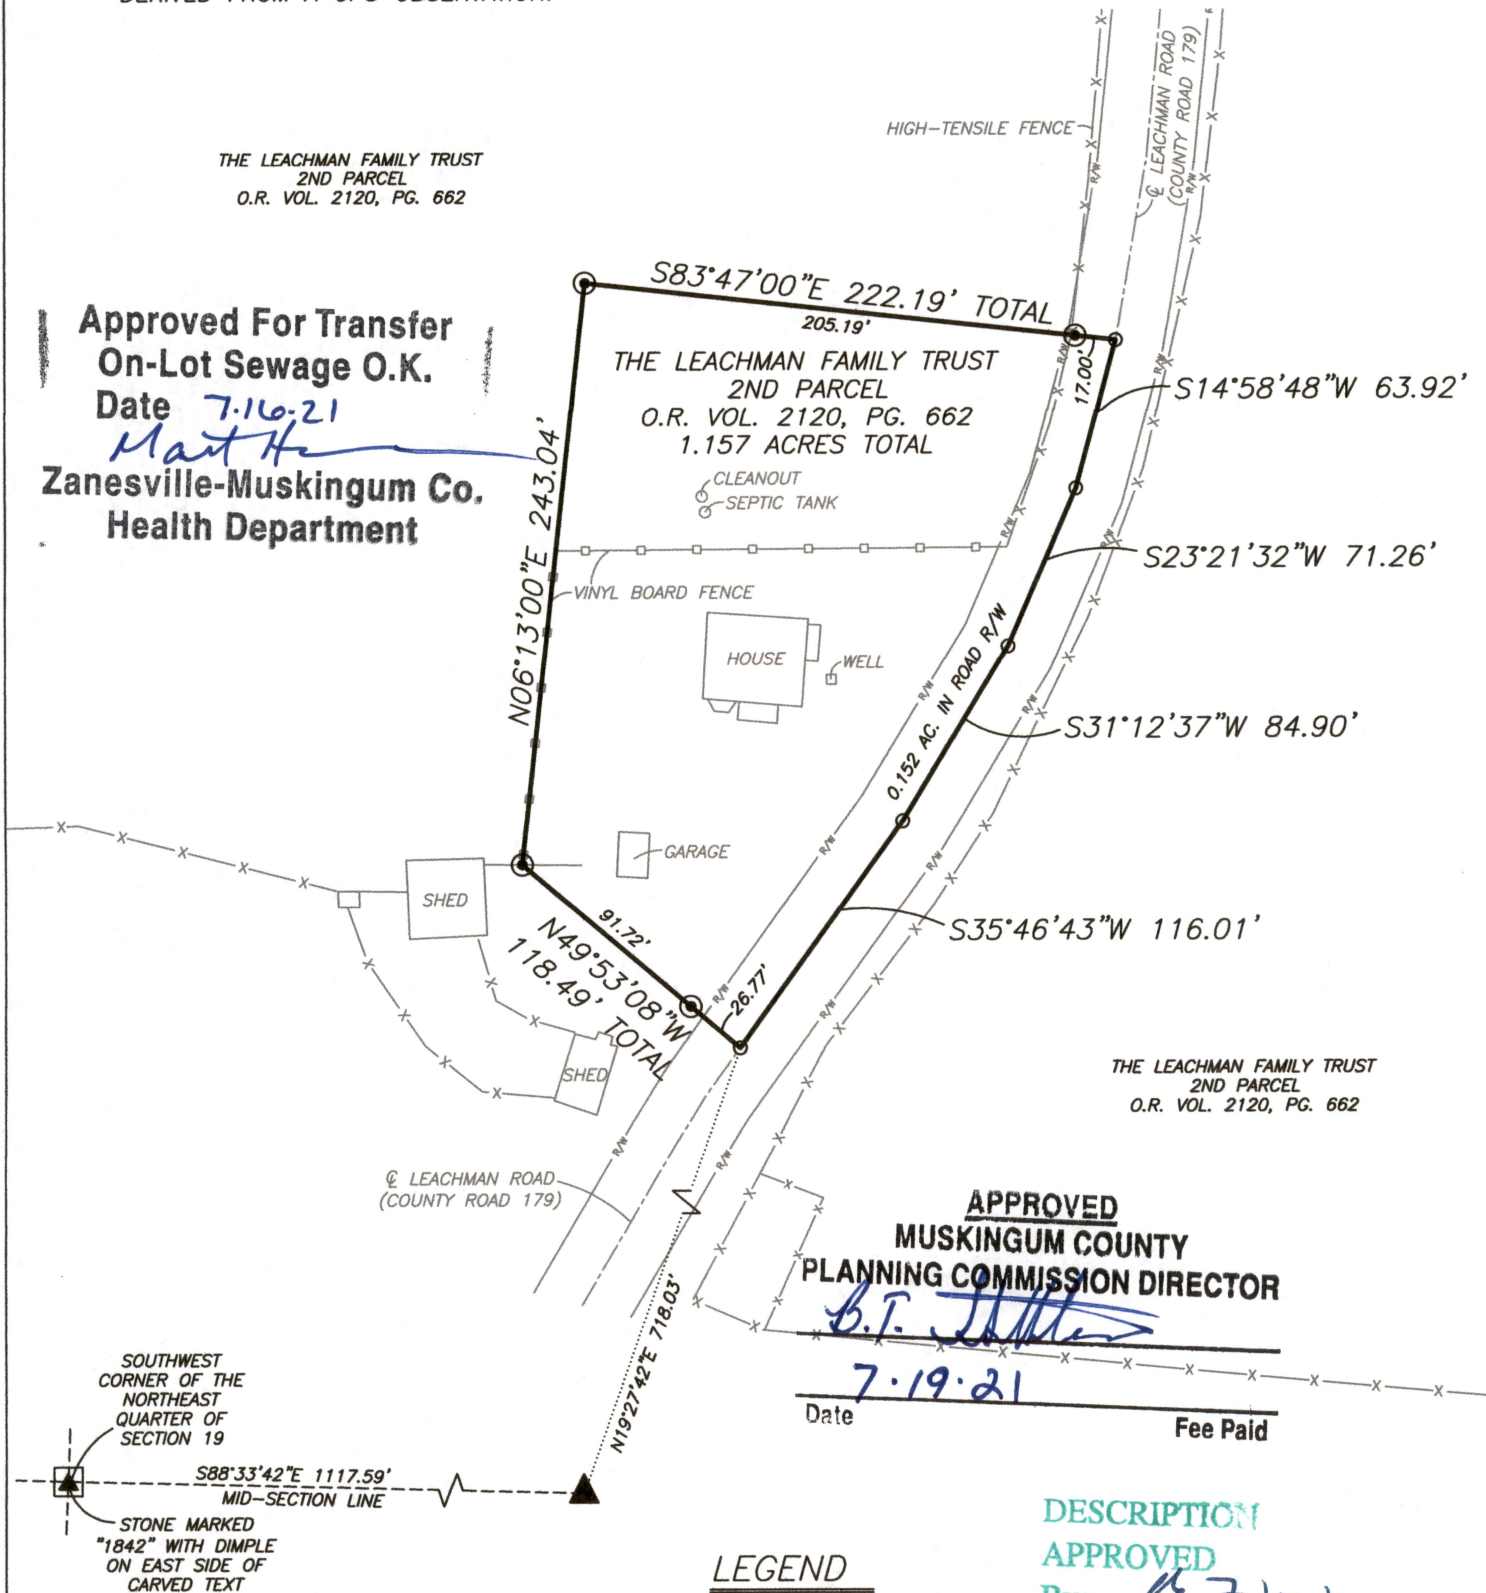 THE LEACHMAN FAMILY TRUST
2ND PARCEL
O.R. VOL. 2120, PG. 662
HIGH-TENSILE FENCE
℄ LEACHMAN ROAD
(COUNTY ROAD 179)
Approved For Transfer
On-Lot Sewage O.K.
Date 7-16-21
Zanesville-Muskingum Co.
Health Department
S83°47'00"E 222.19' TOTAL
205.19'
17.00'
THE LEACHMAN FAMILY TRUST
2ND PARCEL
O.R. VOL. 2120, PG. 662
1.157 ACRES TOTAL
S14°58'48"W 63.92'
CLEANOUT
SEPTIC TANK
N06°13'00"E 243.04'
S23°21'32"W 71.26'
VINYL BOARD FENCE
HOUSE
WELL
0.152 AC. IN ROAD R/W
S31°12'37"W 84.90'
GARAGE
SHED
91.72'
N49°53'08"W
118.49' TOTAL
26.77'
S35°46'43"W 116.01'
SHED
THE LEACHMAN FAMILY TRUST
2ND PARCEL
O.R. VOL. 2120, PG. 662
℄ LEACHMAN ROAD
(COUNTY ROAD 179)
R/W
R/W
R/W
R/W
R/W
R/W
R/W
R/W
R/W
R/W
R/W
R/W
R/W
R/W
APPROVED
MUSKINGUM COUNTY
PLANNING COMMISSION DIRECTOR
B.T.
7-19-21
Date
Fee Paid
N19°27'42"E 718.03'
SOUTHWEST
CORNER OF THE
NORTHEAST
QUARTER OF
SECTION 19
S88°33'42"E 1117.59'
MID-SECTION LINE
STONE MARKED
"1842" WITH DIMPLE
ON EAST SIDE OF
CARVED TEXT
LEGEND
DESCRIPTION
APPROVED